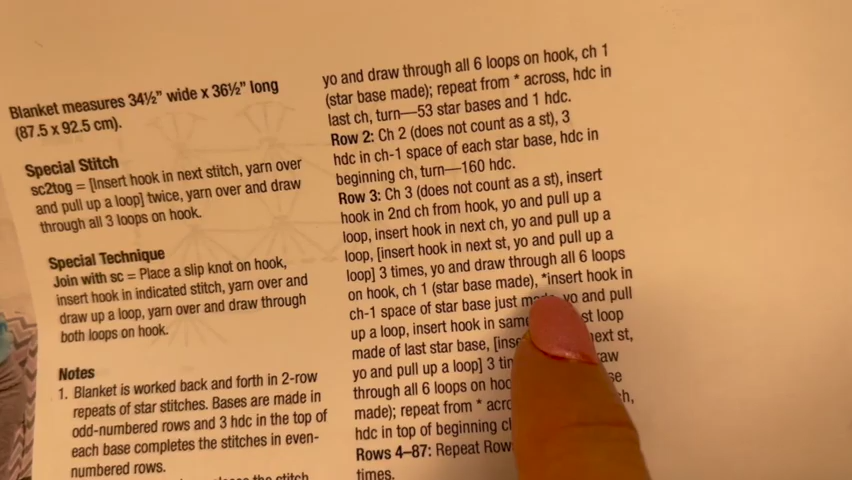 Blanket measures 34½" wide x 36½" long
(87.5 x 92.5 cm).
Special Stitch
sc2tog = [Insert hook in next stitch, yarn over
and pull up a loop] twice, yarn over and draw
through all 3 loops on hook.
Special Technique
Join with sc = Place a slip knot on hook,
insert hook in indicated stitch, yarn over and
draw up a loop, yarn over and draw through
both loops on hook.
Notes
1. Blanket is worked back and forth in 2-row
repeats of star stitches. Bases are made in
odd-numbered rows and 3 hdc in the top of
each base completes the stitches in even-
numbered rows.
the stitch
yo and draw through all 6 loops on hook, ch 1
(star base made); repeat from * across, hdc in
last ch, turn—53 star bases and 1 hdc.
Row 2: Ch 2 (does not count as a st), 3
hdc in ch-1 space of each star base, hdc in
beginning ch, turn—160 hdc.
Row 3: Ch 3 (does not count as a st), insert
hook in 2nd ch from hook, yo and pull up a
loop, insert hook in next ch, yo and pull up a
loop, [insert hook in next st, yo and pull up a
loop] 3 times, yo and draw through all 6 loops
on hook, ch 1 (star base made), *insert hook in
ch-1 space of star base just yo and pull
up a loop, insert hook in st loop
made of last star base, next st,
yo and pull up a loop] 3
through all 6 loops on
made); repeat from * ch,
hdc in top of beginning
Rows 4–87: Repeat
times.